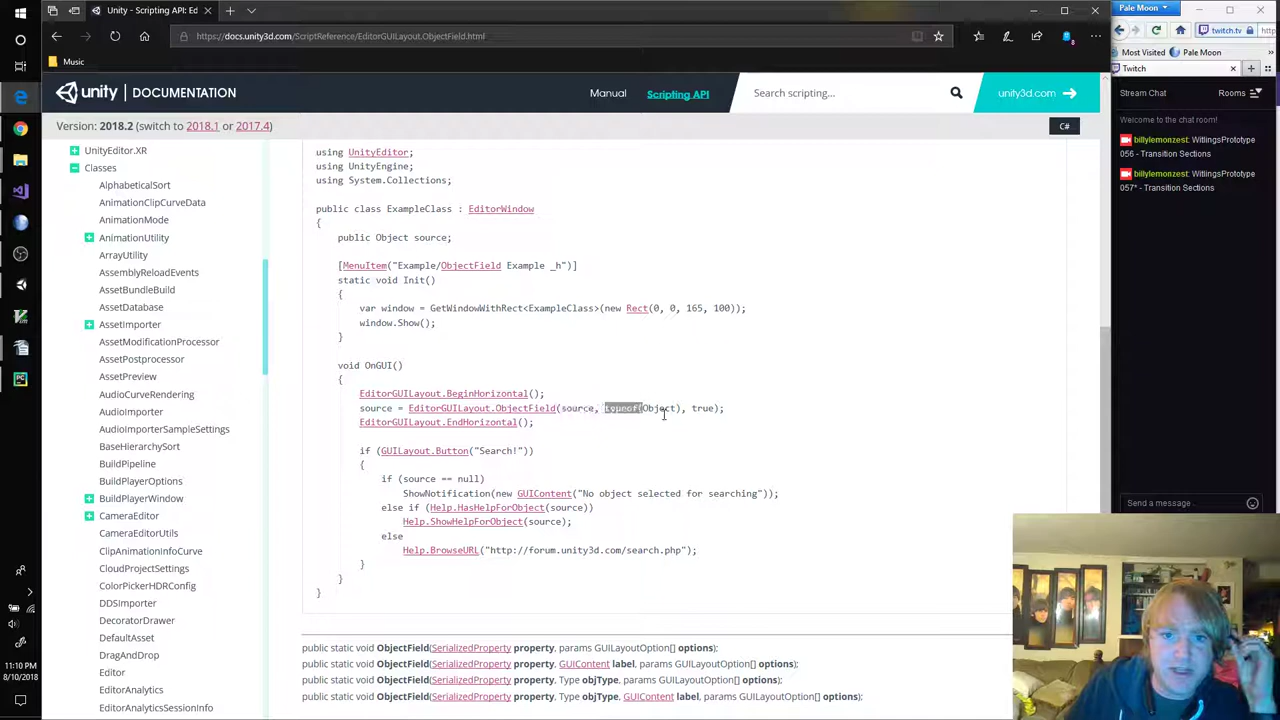 Unity - Scripting API: Ed
https://docs.unity3d.com/ScriptReference/EditorGUILayo
Music
unity | DOCUMENTATION
Manual
Scripting API
Search scripting...
unity3d.com
Version: 2018.2 (switch to 2018.1 or 2017.4)
C#
UnityEditor.XR
Classes
AlphabeticalSort
AnimationClipCurveData
AnimationMode
AnimationUtility
ArrayUtility
AssemblyReloadEvents
AssetBundleBuild
AssetDatabase
AssetImporter
AssetModificationProcessor
AssetPostprocessor
AssetPreview
AudioCurveRendering
AudioImporter
AudioImporterSampleSettings
BaseHierarchySort
BuildPipeline
BuildPlayerOptions
BuildPlayerWindow
CameraEditor
CameraEditorUtils
ClipAnimationInfoCurve
CloudProjectSettings
ColorPickerHDRConfig
DDSImporter
DecoratorDrawer
DefaultAsset
DragAndDrop
Editor
EditorAnalytics
EditorAnalyticsSessionInfo
using UnityEditor;
using UnityEngine;
using System.Collections;
public class ExampleClass : EditorWindow
{
public Object source;
[MenuItem("Example/ObjectField Example _h")]
static void Init()
{
var window = GetWindowWithRect<ExampleClass>(new Rect(0, 0, 165, 100));
window.Show();
}
void OnGUI()
{
EditorGUILayout.BeginHorizontal();
source = EditorGUILayout.ObjectField(source, typeof(Object), true);
EditorGUILayout.EndHorizontal();
if (GUILayout.Button("Search!"))
{
if (source == null)
ShowNotification(new GUIContent("No object selected for searching"));
else if (Help.HasHelpForObject(source))
Help.ShowHelpForObject(source);
else
Help.BrowseURL("http://forum.unity3d.com/search.php");
}
}
}
public static void ObjectField(SerializedProperty property, params GUILayoutOption[] options);
public static void ObjectField(SerializedProperty property, GUIContent label, params GUILayoutOption[] options);
public static void ObjectField(SerializedProperty property, Type objType, params GUILayoutOption[] options);
public static void ObjectField(SerializedProperty property, Type objType, GUIContent label, params GUILayoutOption[] options);
Pale Moon
twitch.tv
Most Visited
Pale Moon
Twitch
Stream Chat
Rooms
Welcome to the chat room!
billylemonzest: WitlingsPrototype
056 - Transition Sections
billylemonzest: WitlingsPrototype
057* - Transition Sections
Send a message
11:10 PM
8/10/2018